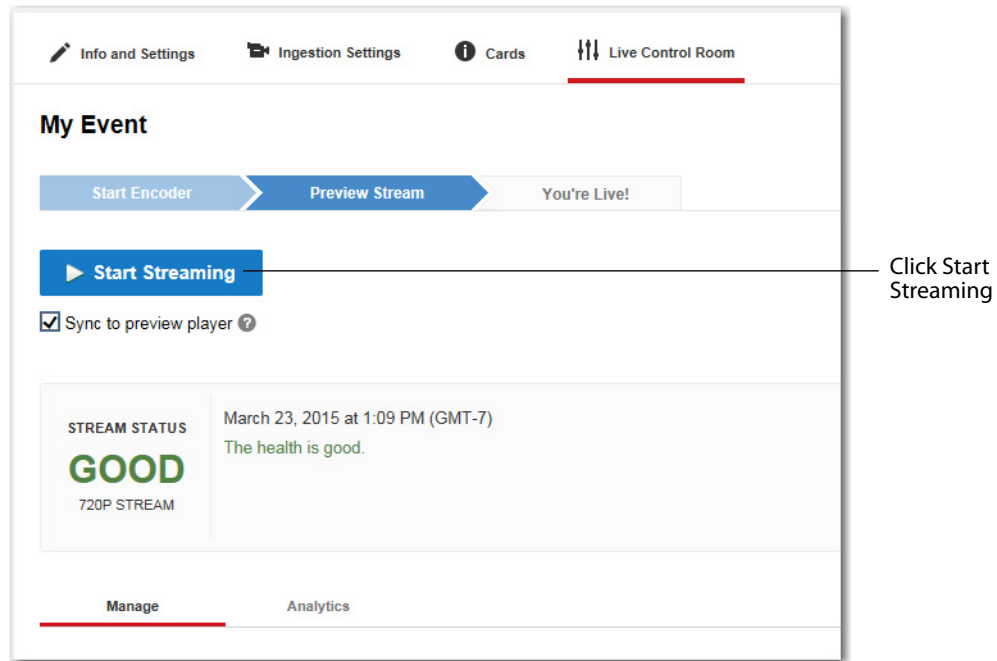 Info and Settings Ingestion Settings Cards Live Control Room
My Event
Start Encoder Preview Stream You're Live!
Start Streaming
Click Start
Streaming
Sync to preview player
STREAM STATUS
GOOD
720P STREAM
March 23, 2015 at 1:09 PM (GMT-7)
The health is good.
Manage Analytics